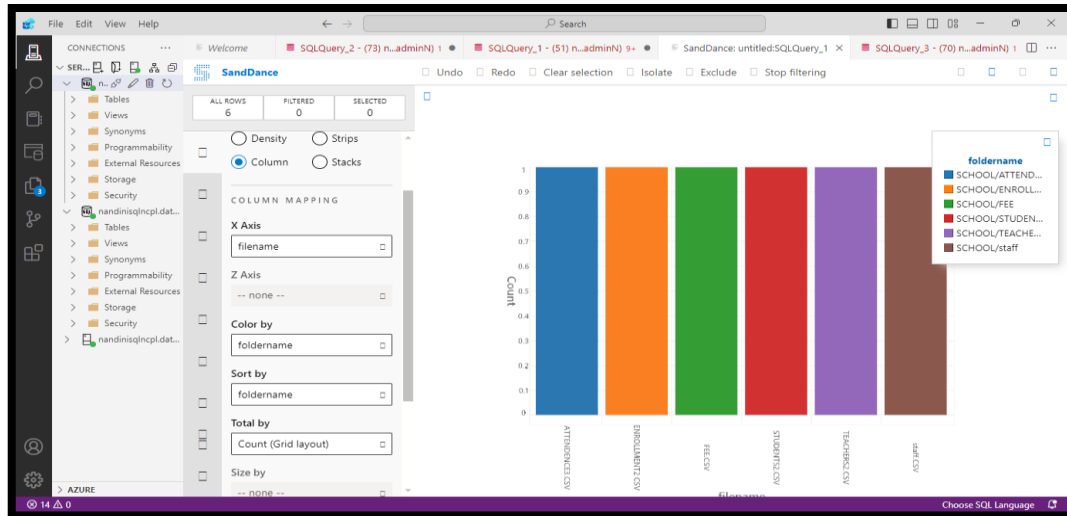 File Edit View Help
Search
CONNECTIONS ...
Welcome
SQLQuery_2 - (73) n...adminN) 1
SQLQuery_1 - (51) n...adminN) 9+
SandDance: untitled:SQLQuery_1
SQLQuery_3 - (70) n...adminN) 1
SER...
SandDance
Undo Redo Clear selection Isolate Exclude Stop filtering
n...
Tables
Views
Synonyms
Programmability
External Resources
Storage
Security
nandinisqlncpl.dat...
Tables
Views
Synonyms
Programmability
External Resources
Storage
Security
nandinisqlncpl.dat...
3
AZURE
ALL ROWS FILTERED SELECTED
6 0 0
Density Strips
Column Stacks
COLUMN MAPPING
X Axis
filename
Z Axis
-- none --
Color by
foldername
Sort by
foldername
Total by
Count (Grid layout)
Size by
-- none --
1
0.9
0.8
0.7
0.6
0.5
0.4
0.3
0.2
0.1
0
Count
ATTENDENCE3.CSV
ENROLLMENT2.CSV
FEE.CSV
STUDENTS2.CSV
TEACHERS2.CSV
staff.CSV
filename
foldername
SCHOOL/ATTEND...
SCHOOL/ENROLL...
SCHOOL/FEE
SCHOOL/STUDEN...
SCHOOL/TEACHE...
SCHOOL/staff
14 0
Choose SQL Language